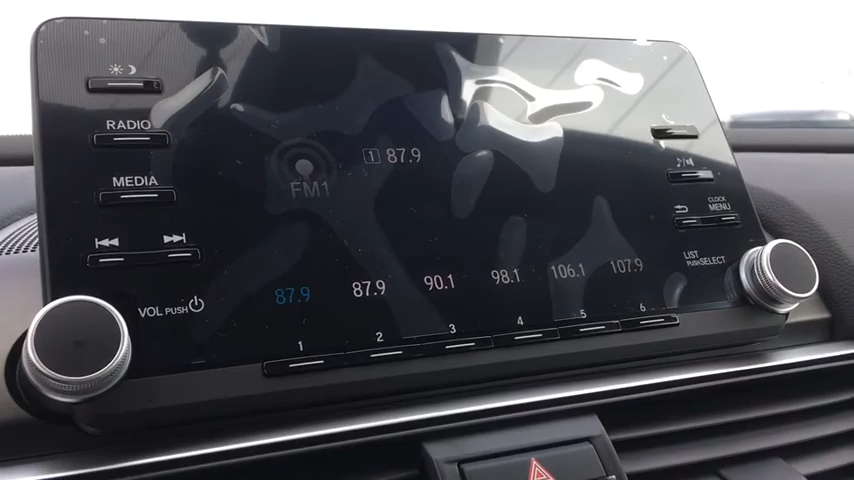 RADIO
MEDIA
VOL PUSH
FM1
1 87.9
87.9 87.9 90.1 98.1 106.1 107.9
1 2 3 4 5 6
CLOCK
MENU
LIST
PUSH SELECT